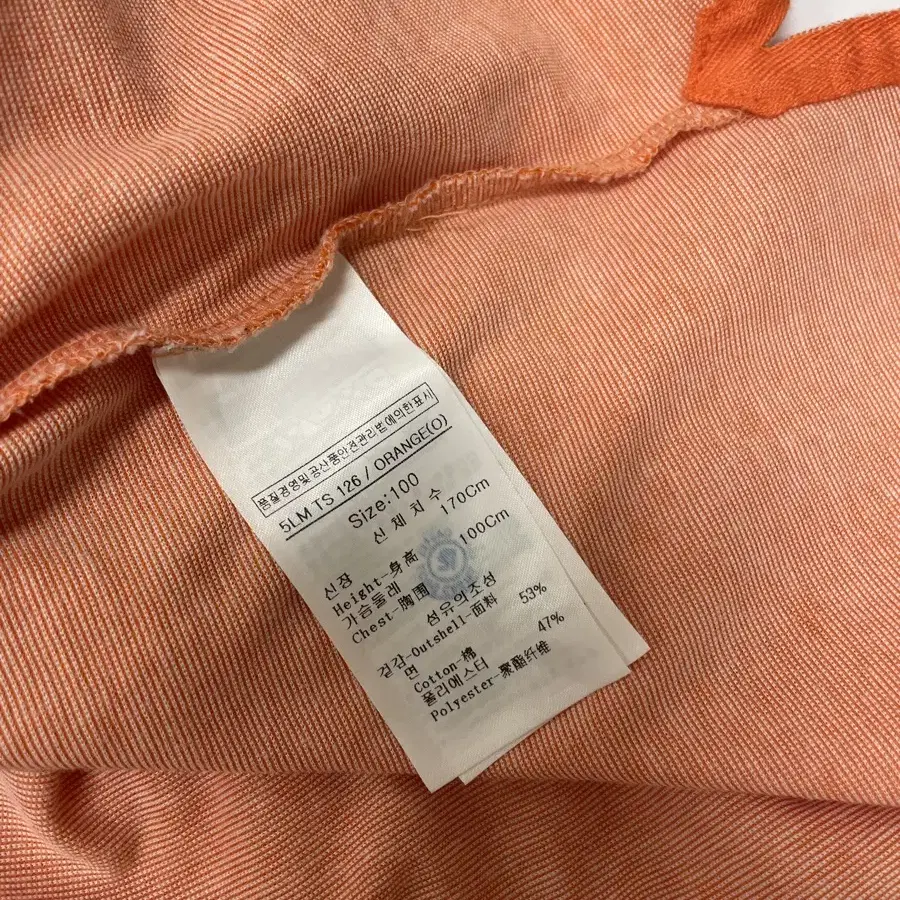 품질경영및공산품안전관리법에의한표시
5LM TS 126 / ORANGE(O)
Size:100
신체치수
신장 170Cm
Height-身高
가슴둘레 100Cm
Chest-胸围
섬유의조성
겉감-Outshell-面料
면 53%
Cotton-棉
폴리에스터 47%
Polyester-聚酯纤维